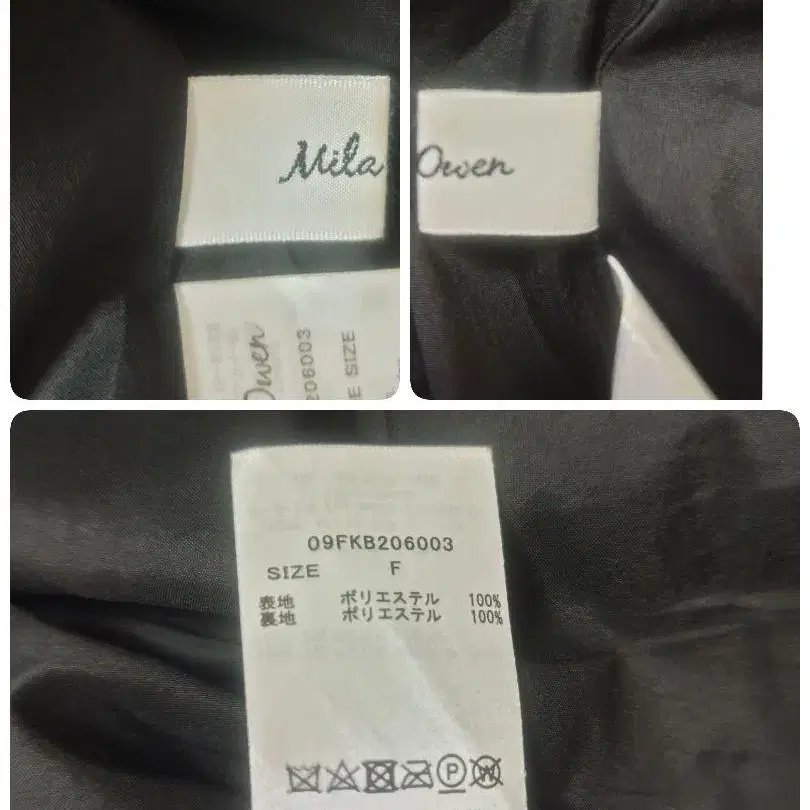 Mila
Owen
Owen
206003
E SIZE
09FKB206003
SIZE F
表地 ポリエステル 100%
裏地 ポリエステル 100%
P
W